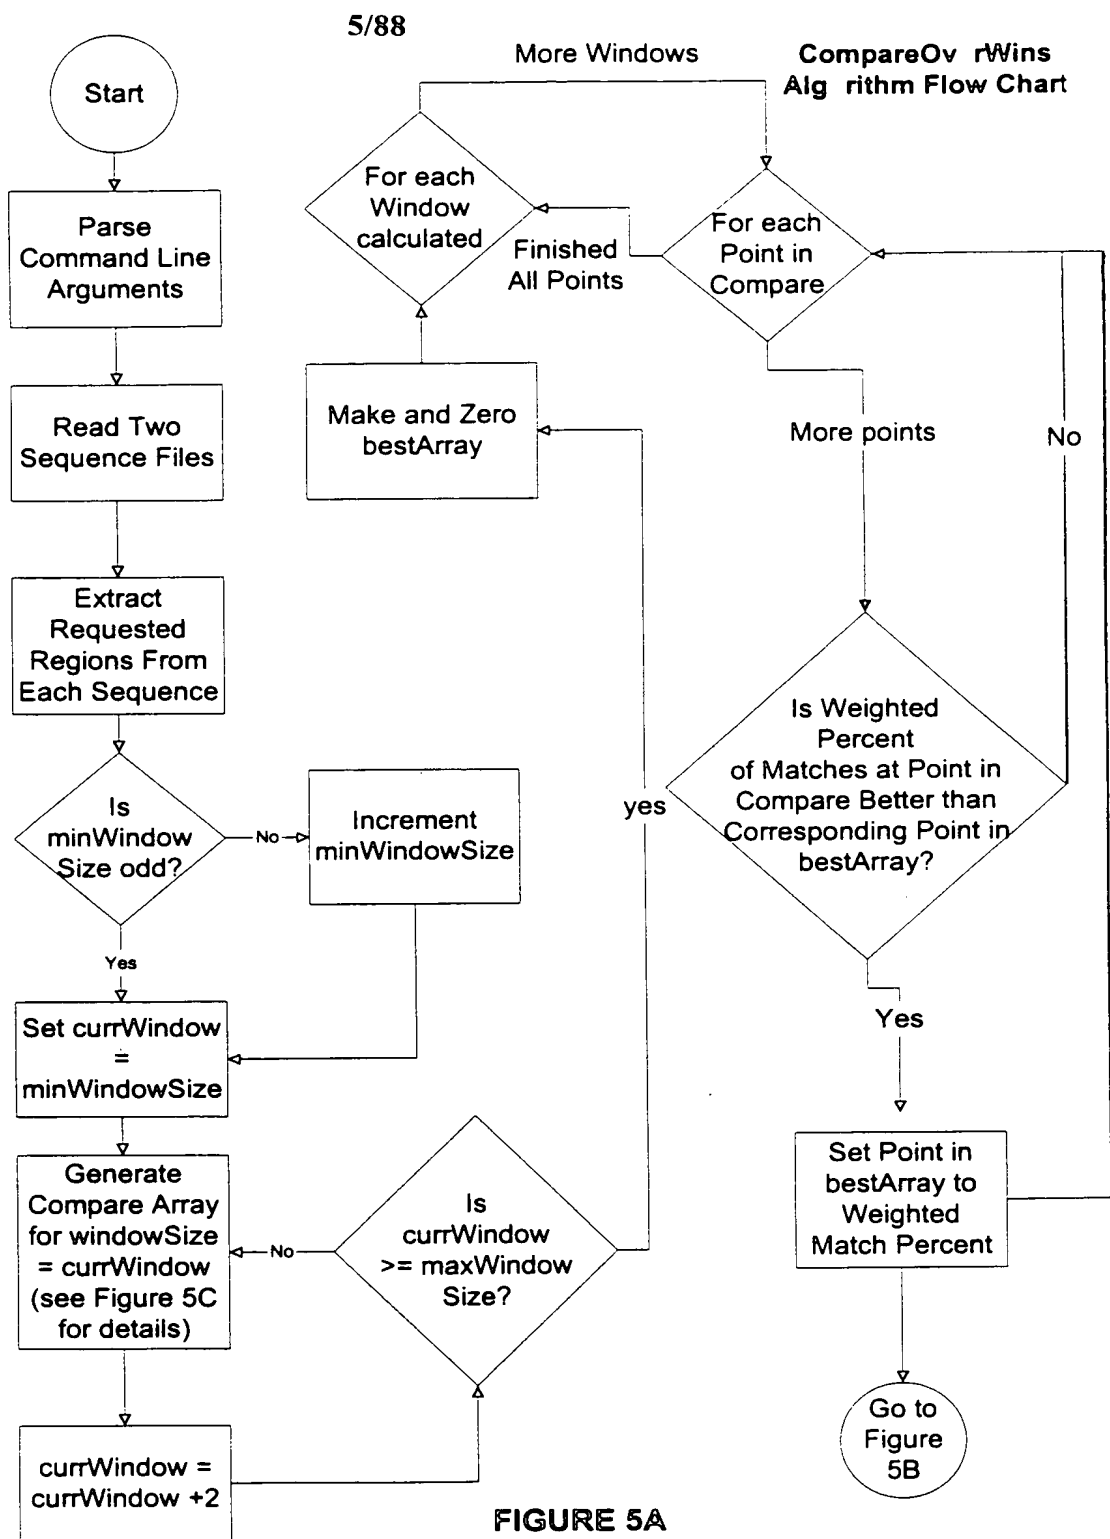 5/88
CompareOv rWins
Alg rithm Flow Chart
Start
Parse
Command Line
Arguments
Read Two
Sequence Files
Extract
Requested
Regions From
Each Sequence
Is
minWindow
Size odd?
No
Increment
minWindowSize
Yes
Set currWindow
=
minWindowSize
Generate
Compare Array
for windowSize
= currWindow
(see Figure 5C
for details)
currWindow =
currWindow +2
Is
currWindow
>= maxWindow
Size?
No
yes
Make and Zero
bestArray
For each
Window
calculated
More Windows
For each
Point in
Compare
Finished
All Points
More points
Is Weighted
Percent
of Matches at Point in
Compare Better than
Corresponding Point in
bestArray?
No
Yes
Set Point in
bestArray to
Weighted
Match Percent
Go to
Figure
5B
FIGURE 5A